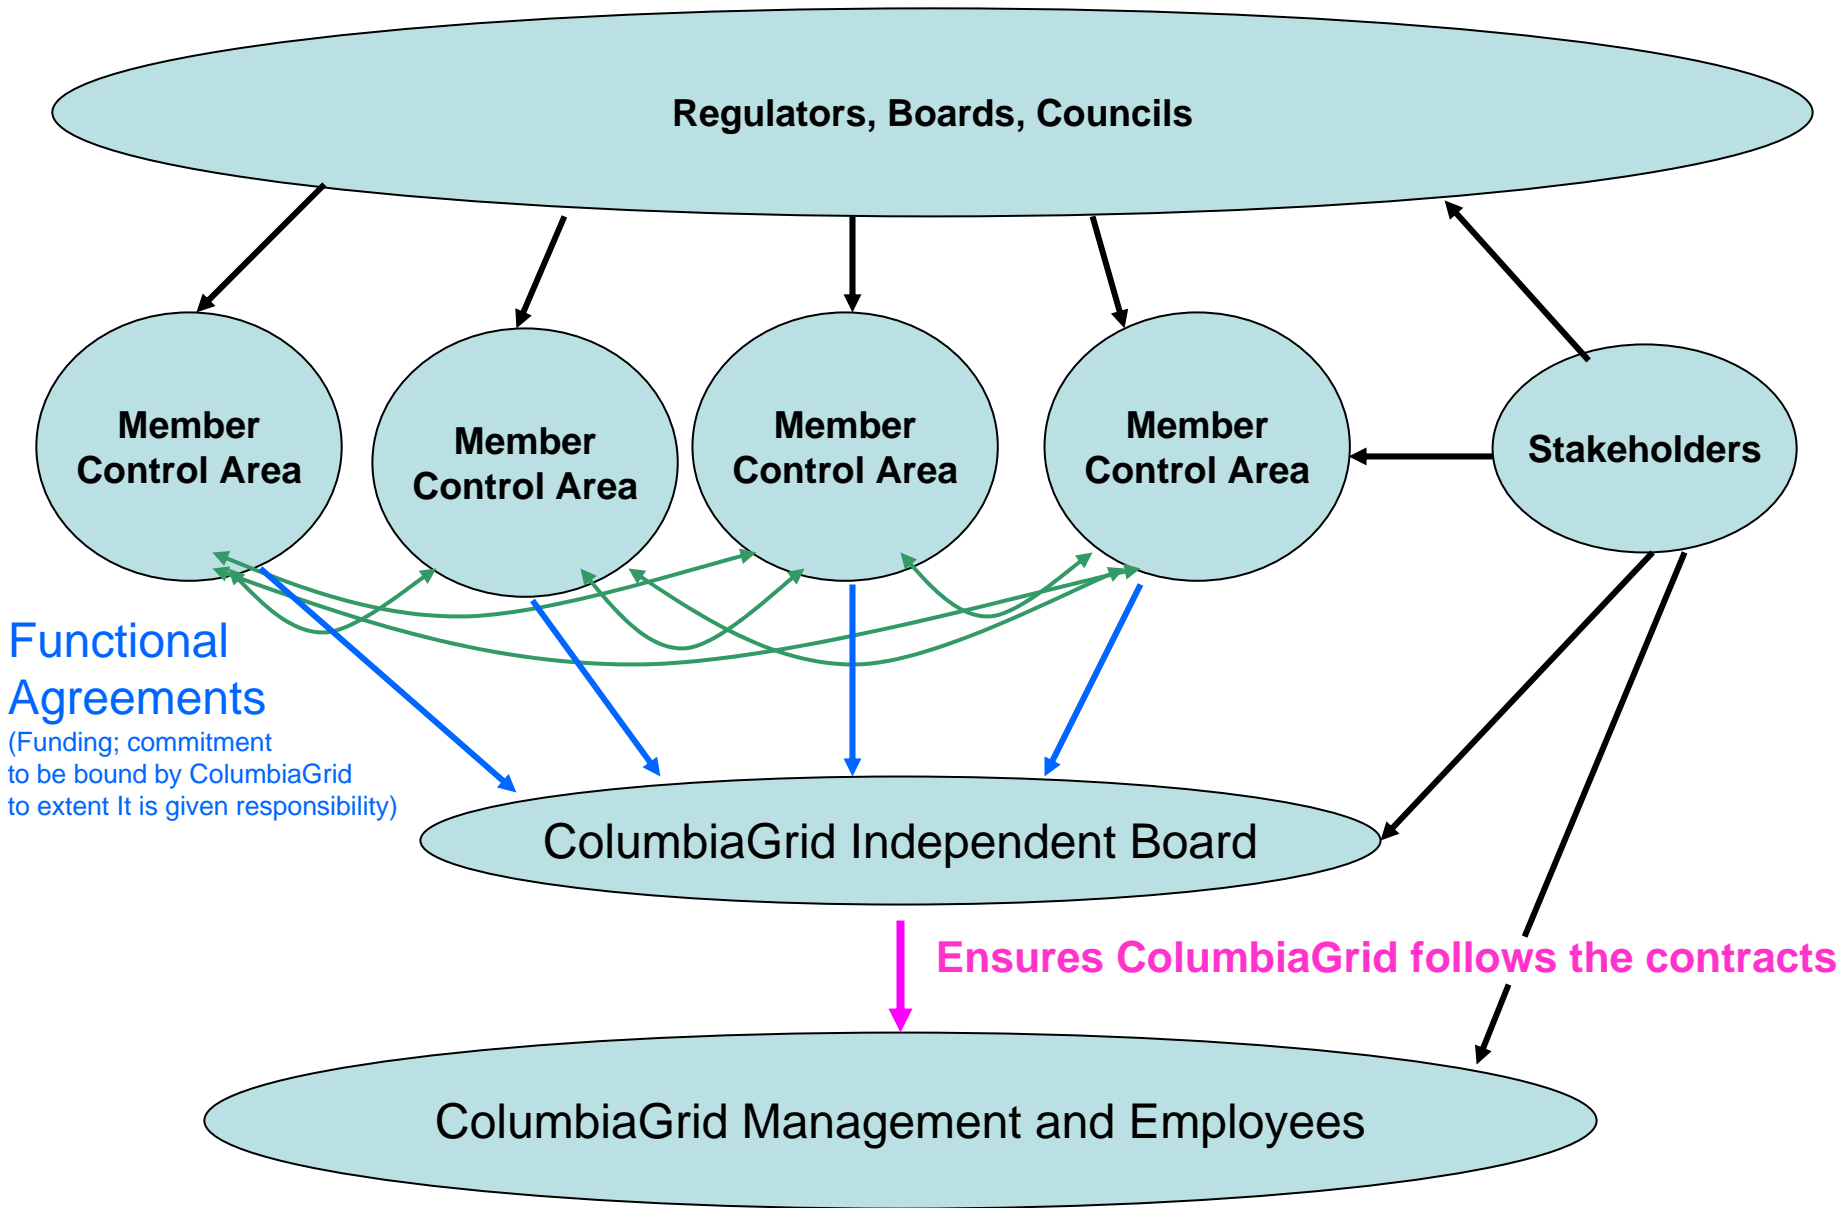 Regulators, Boards, Councils
Member
Control Area
Member
Control Area
Member
Control Area
Member
Control Area
Stakeholders
Functional
Agreements
(Funding; commitment
to be bound by ColumbiaGrid
to extent It is given responsibility)
ColumbiaGrid Independent Board
Ensures ColumbiaGrid follows the contracts
ColumbiaGrid Management and Employees